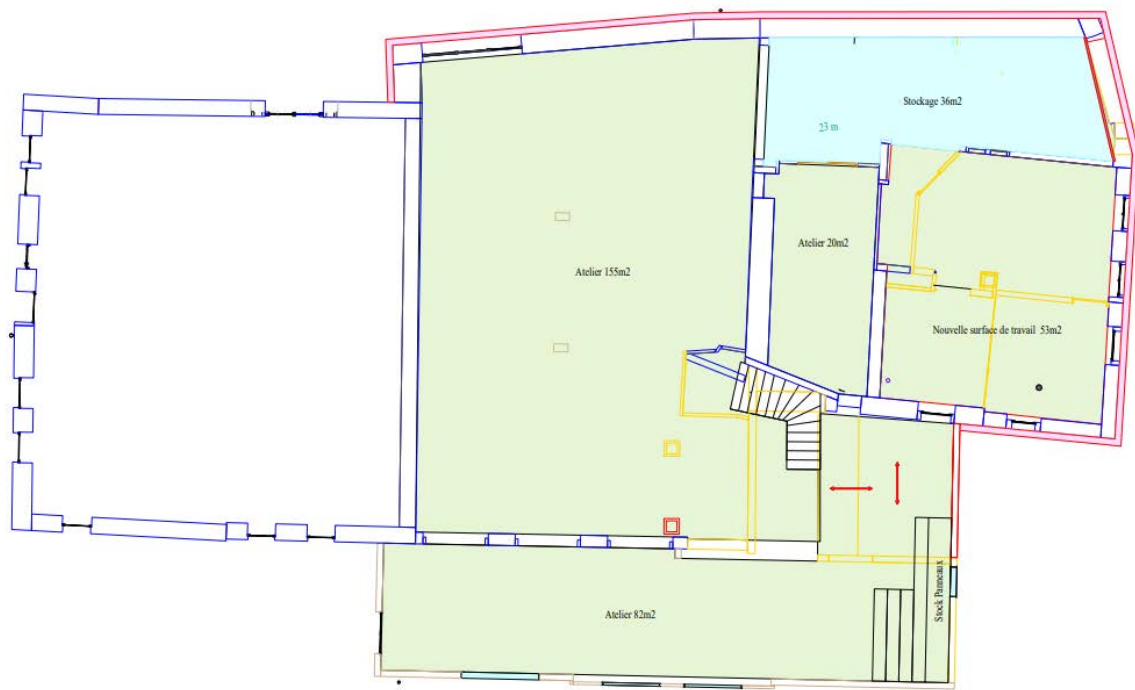 Stockage 36m2
23 m
Atelier 20m2
Atelier 155m2
Nouvelle surface de travail 53m2
Stock Panneaux
Atelier 82m2